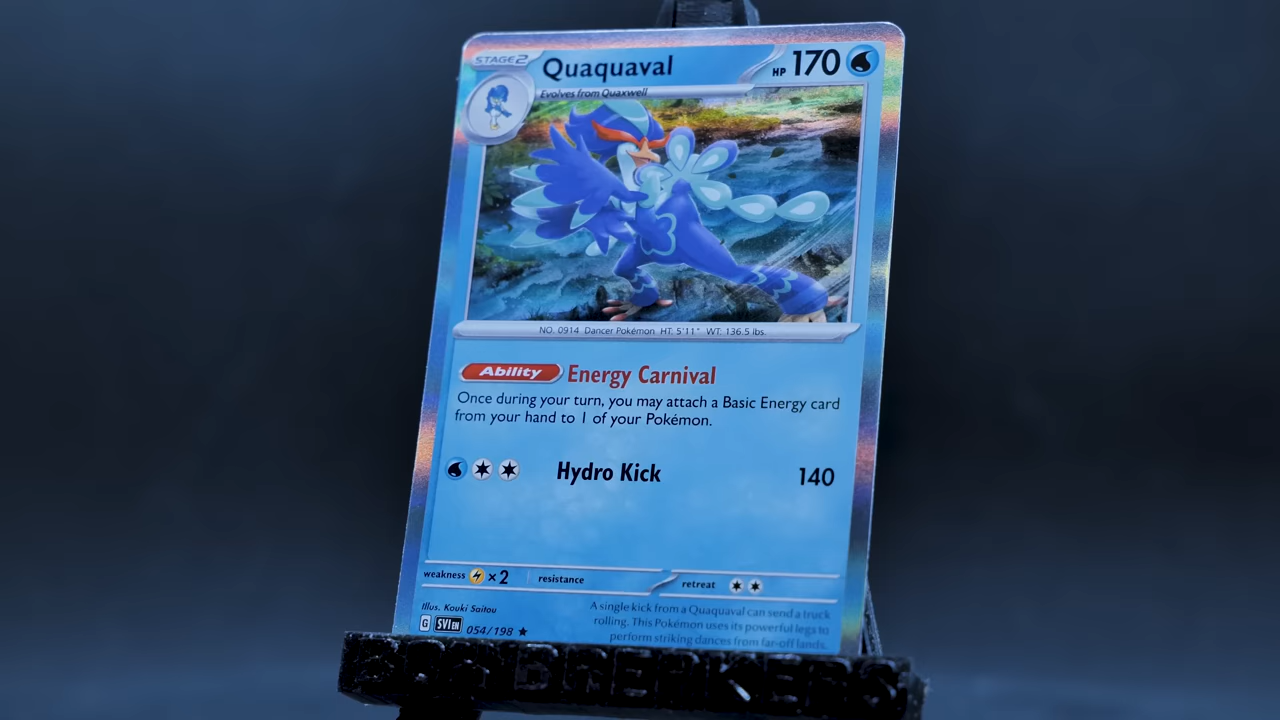 STAGE2
Quaquaval
HP 170
Evolves from Quaxwell
NO. 0914 Dancer Pokémon HT: 5'11" WT: 136.5 lbs.
Ability Energy Carnival
Once during your turn, you may attach a Basic Energy card
from your hand to 1 of your Pokémon.
Hydro Kick 140
weakness ×2 resistance retreat
Illus. Kouki Saitou
G SVI EN 054/198
A single kick from a Quaquaval can send a truck
rolling. This Pokémon uses its powerful legs to
perform striking dances from far-off lands.